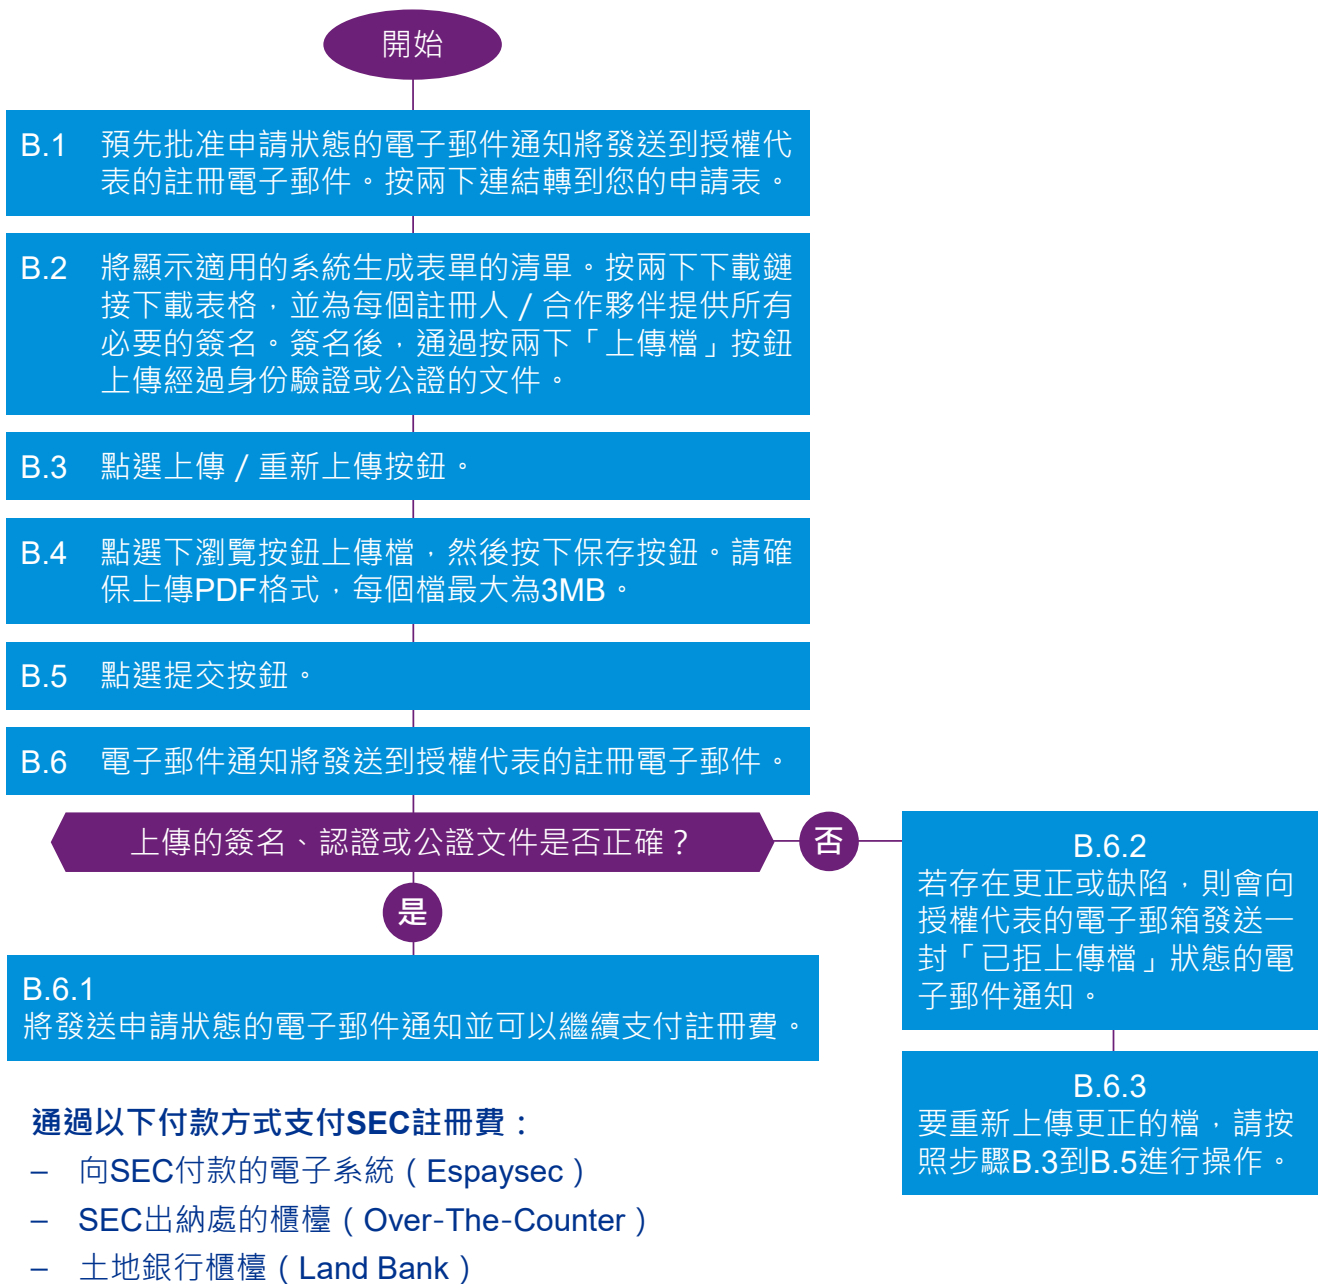 開始
B.1 預先批准申請狀態的電子郵件通知將發送到授權代
表的註冊電子郵件。按兩下連結轉到您的申請表。
B.2 將顯示適用的系統生成表單的清單。按兩下下載鏈
接下載表格，並為每個註冊人／合作夥伴提供所有
必要的簽名。簽名後，通過按兩下「上傳檔」按鈕
上傳經過身份驗證或公證的文件。
B.3 點選上傳／重新上傳按鈕。
B.4 點選下瀏覽按鈕上傳檔，然後按下保存按鈕。請確
保上傳PDF格式，每個檔最大為3MB。
B.5 點選提交按鈕。
B.6 電子郵件通知將發送到授權代表的註冊電子郵件。
上傳的簽名、認證或公證文件是否正確？
否
是
B.6.1
將發送申請狀態的電子郵件通知並可以繼續支付註冊費。
B.6.2
若存在更正或缺陷，則會向
授權代表的電子郵箱發送一
封「已拒上傳檔」狀態的電
子郵件通知。
B.6.3
要重新上傳更正的檔，請按
照步驟B.3到B.5進行操作。
通過以下付款方式支付SEC註冊費：
– 向SEC付款的電子系統（Espaysec）
– SEC出納處的櫃檯（Over-The-Counter）
– 土地銀行櫃檯（Land Bank）